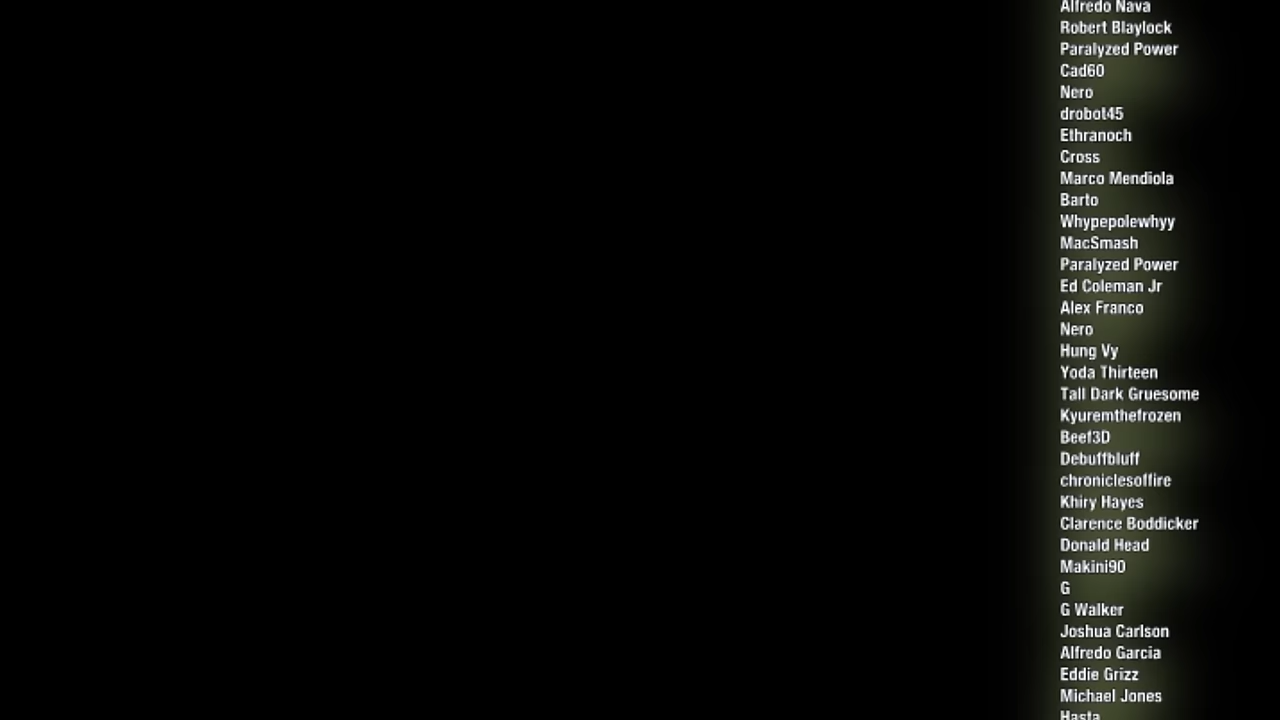 Alfredo Nava
Robert Blaylock
Paralyzed Power
Cad60
Nero
drobot45
Ethranoch
Cross
Marco Mendiola
Barto
Whypepolewhyy
MacSmash
Paralyzed Power
Ed Coleman Jr
Alex Franco
Nero
Hung Vy
Yoda Thirteen
Tall Dark Gruesome
Kyuremthefrozen
Beef3D
Debuffbluff
chroniclesoffire
Khiry Hayes
Clarence Boddicker
Donald Head
Makini90
G
G Walker
Joshua Carlson
Alfredo Garcia
Eddie Grizz
Michael Jones
Hasta